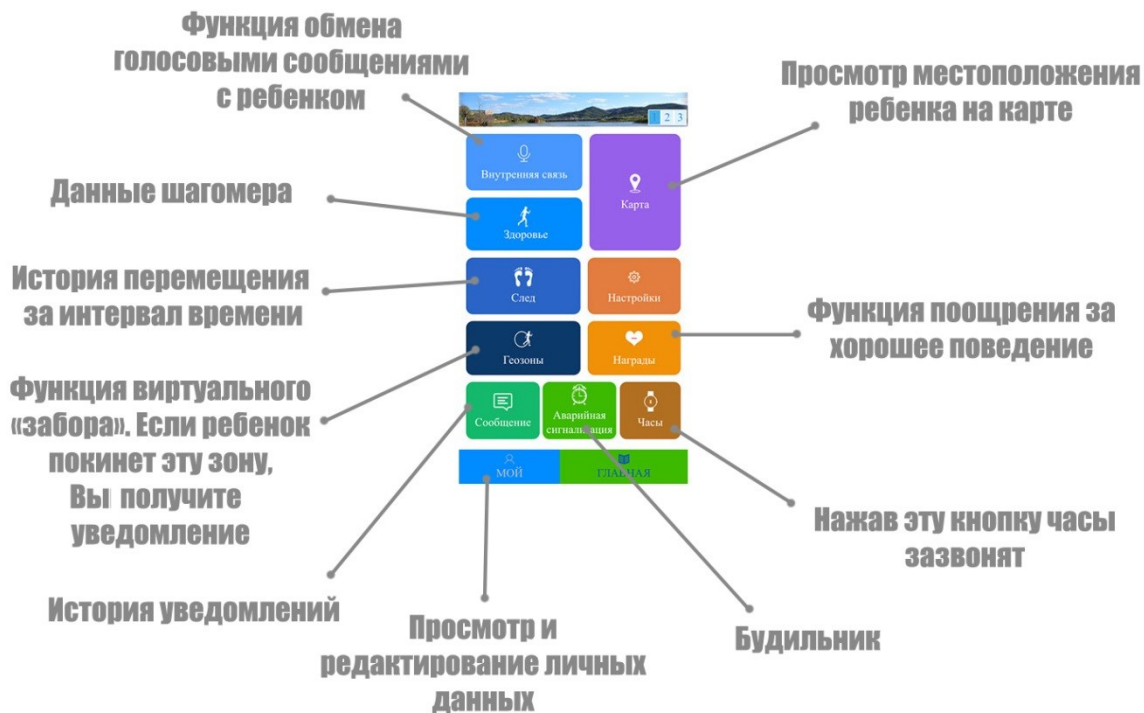 Функция обмена
голосовыми сообщениями
с ребенком
Просмотр местоположения
ребенка на карте
1 2 3
Внутренняя связь
Карта
Данные шагомера
Здоровье
История перемещения
за интервал времени
След
Настройки
Функция поощрения за
хорошее поведение
Геозоны
Награды
Функция виртуального
«забора». Если ребенок
покинет эту зону,
Вы получите
уведомление
Сообщение
Аварийная
сигнализация
Часы
МОЙ
ГЛАВНАЯ
Нажав эту кнопку часы
зазвонят
История уведомлений
Просмотр и
редактирование личных
данных
Будильник